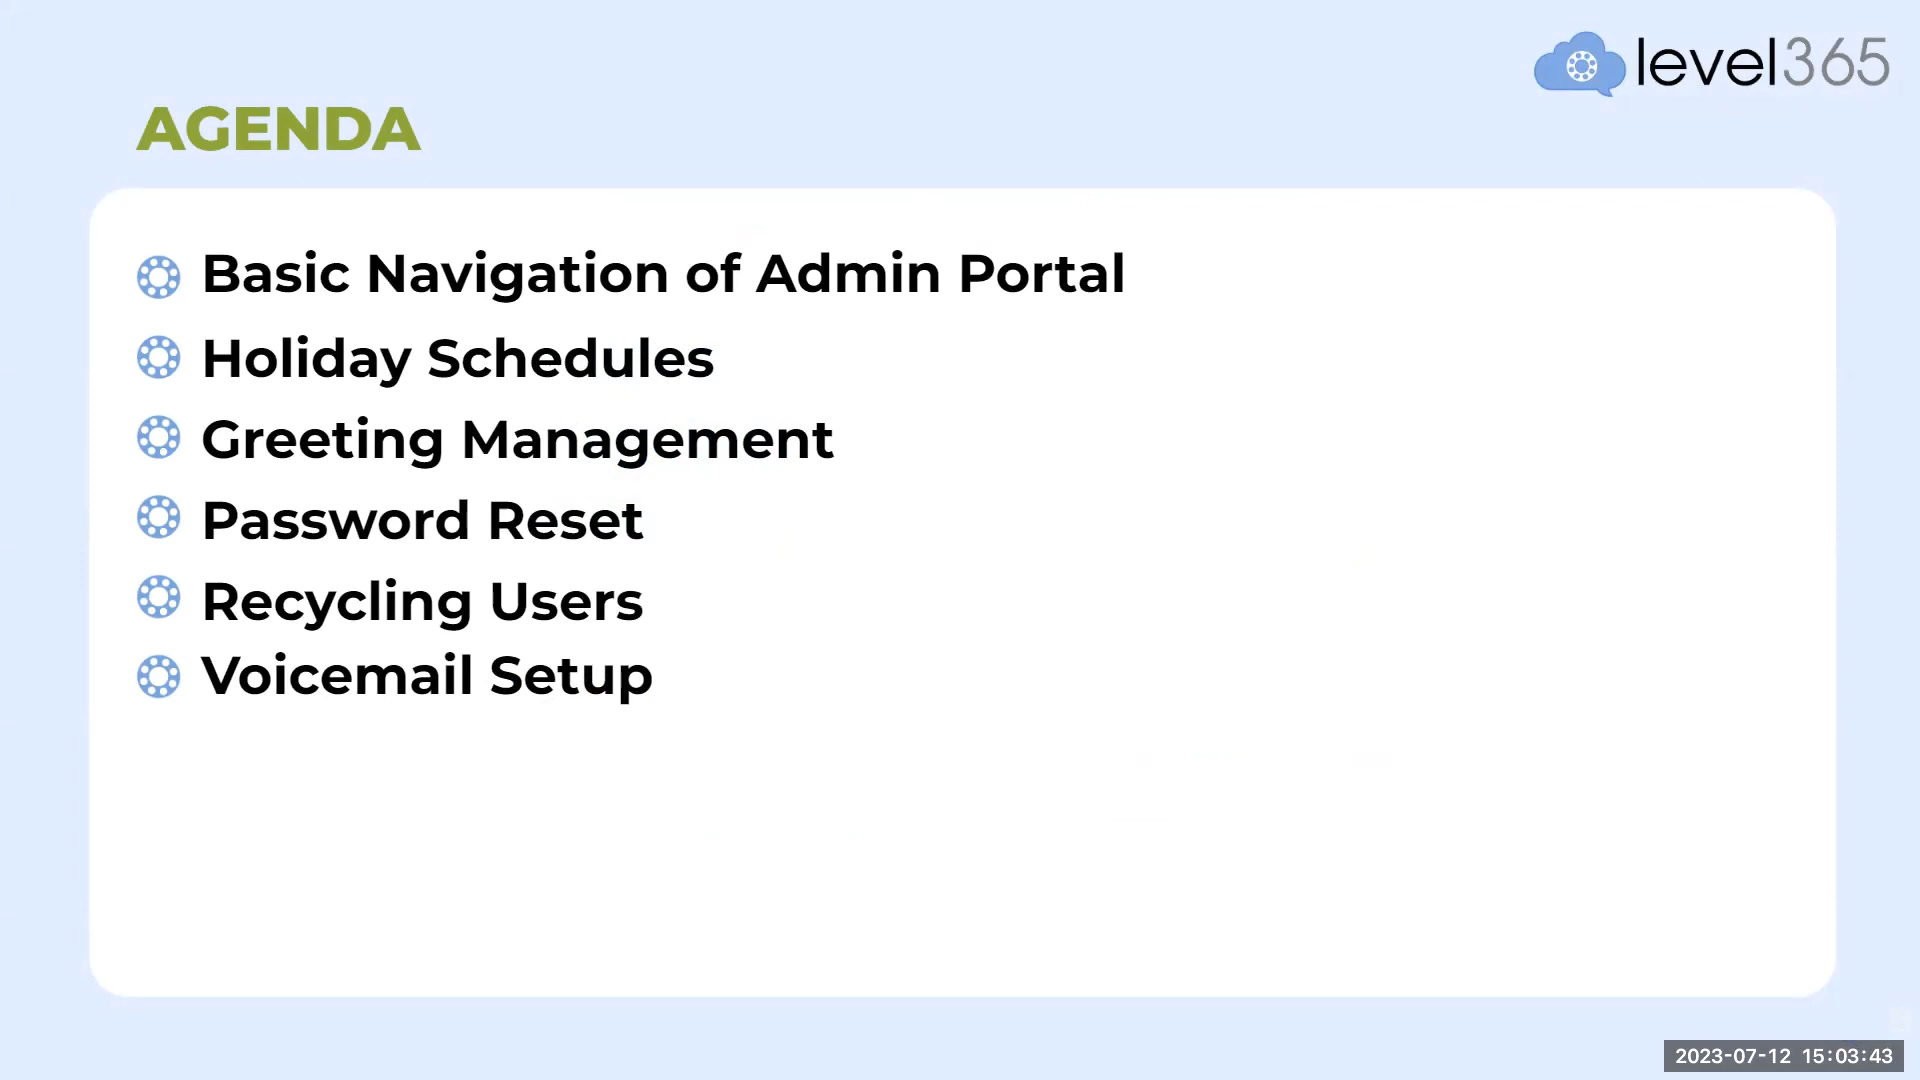 level365
AGENDA
Basic Navigation of Admin Portal
Holiday Schedules
Greeting Management
Password Reset
Recycling Users
Voicemail Setup
2023-07-12 15:03:43